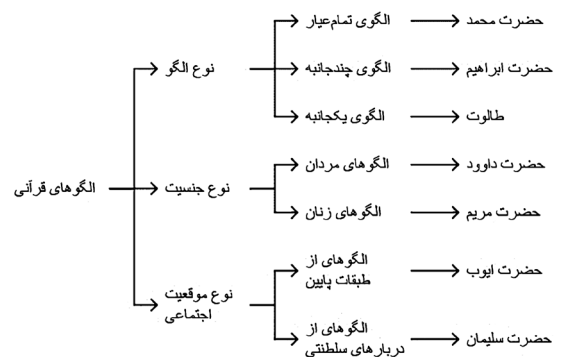 الگوهای قرآنی
نوع الگو
الگوی تمام‌عیار
حضرت محمد
الگوی چندجانبه
حضرت ابراهیم
الگوی یکجانبه
طالوت
نوع جنسیت
الگوهای مردان
حضرت داوود
الگوهای زنان
حضرت مریم
نوع موقعیت
اجتماعی
الگوهای از
طبقات پایین
حضرت ایوب
الگوهای از
دربارهای سلطنتی
حضرت سلیمان